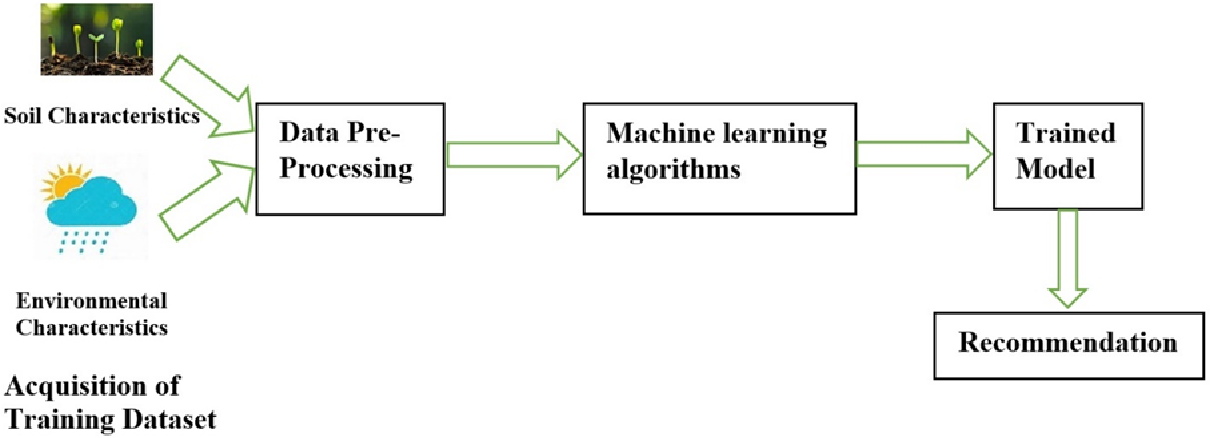 Soil Characteristics
Environmental
Characteristics
Acquisition of
Training Dataset
Data Pre-
Processing
Machine learning
algorithms
Trained
Model
Recommendation